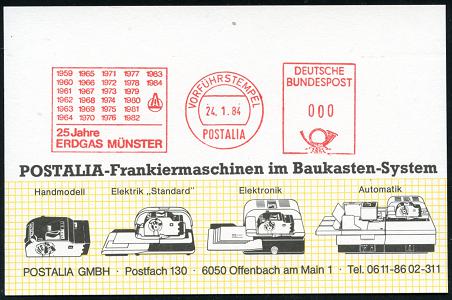 1959 1965 1971 1977 1983
1960 1966 1972 1978 1984
1961 1967 1973 1979
1962 1968 1974 1980
1963 1969 1975 1981
1964 1970 1976 1982
25 Jahre
ERDGAS MÜNSTER
VORFÜHRSTEMPEL
24.1.84
POSTALIA
DEUTSCHE
BUNDESPOST
000
POSTALIA-Frankiermaschinen im Baukasten-System
Handmodell Elektrik „Standard" Elektronik Automatik
POSTALIA GMBH · Postfach 130 · 6050 Offenbach am Main 1 · Tel. 0611-86 02-311